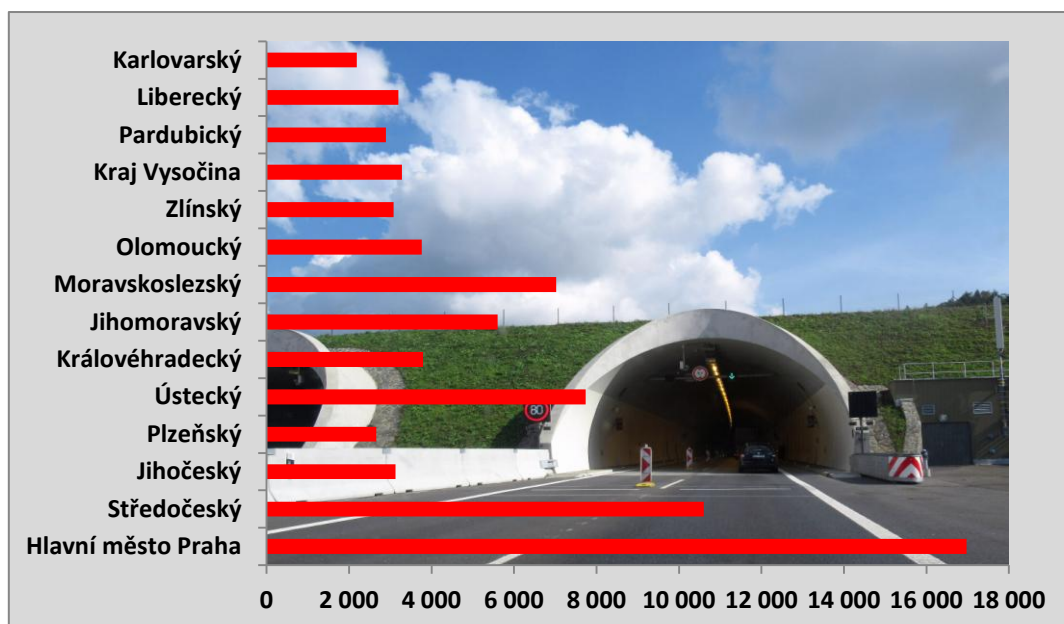 Karlovarský
Liberecký
Pardubický
Kraj Vysočina
Zlínský
Olomoucký
Moravskoslezský
Jihomoravský
Královéhradecký
Ústecký
80
Plzeňský
Jihočeský
Středočeský
Hlavní město Praha
0 2 000 4 000 6 000 8 000 10 000 12 000 14 000 16 000 18 000